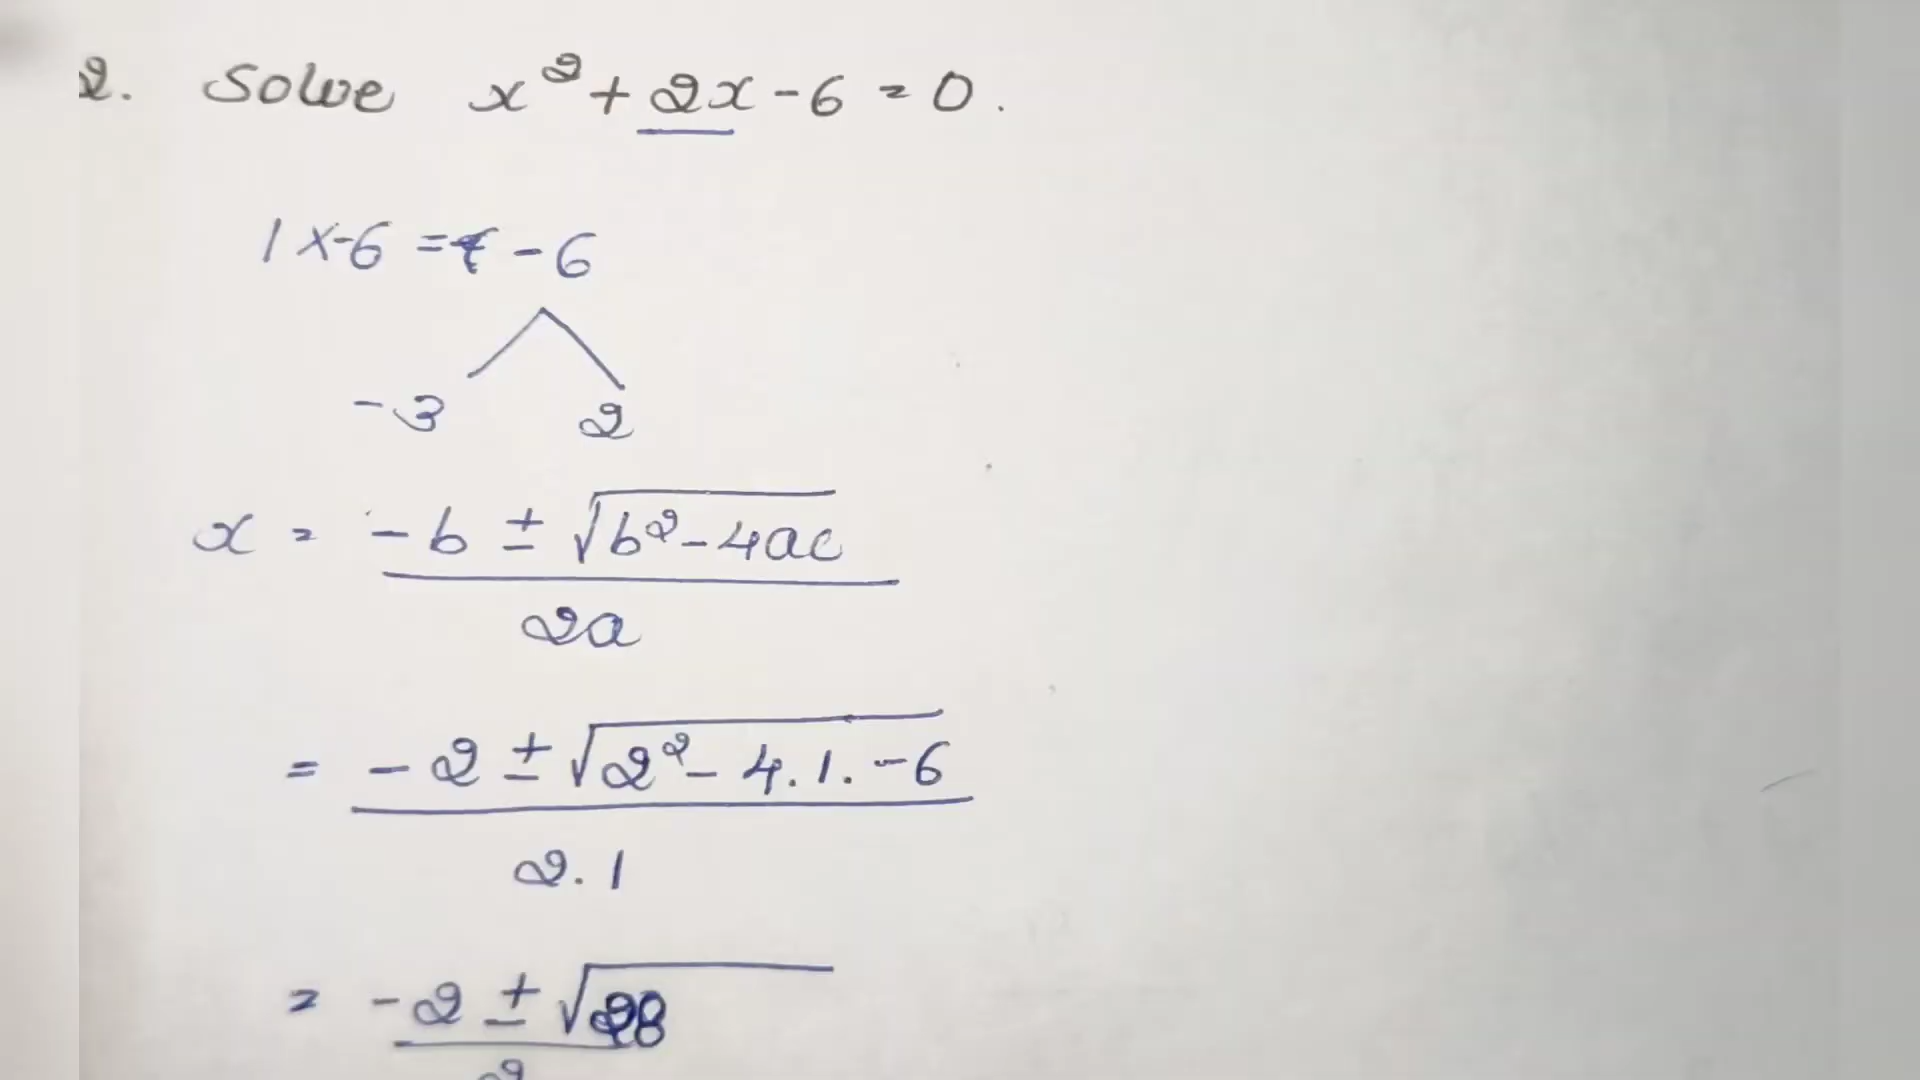 2. Solve x² + 2x - 6 = 0.
1 x -6 = - 6
-3 2
x = -b ± √b² - 4ac
2a
= -2 ± √2² - 4.1.-6
2.1
= -2 ± √28
2